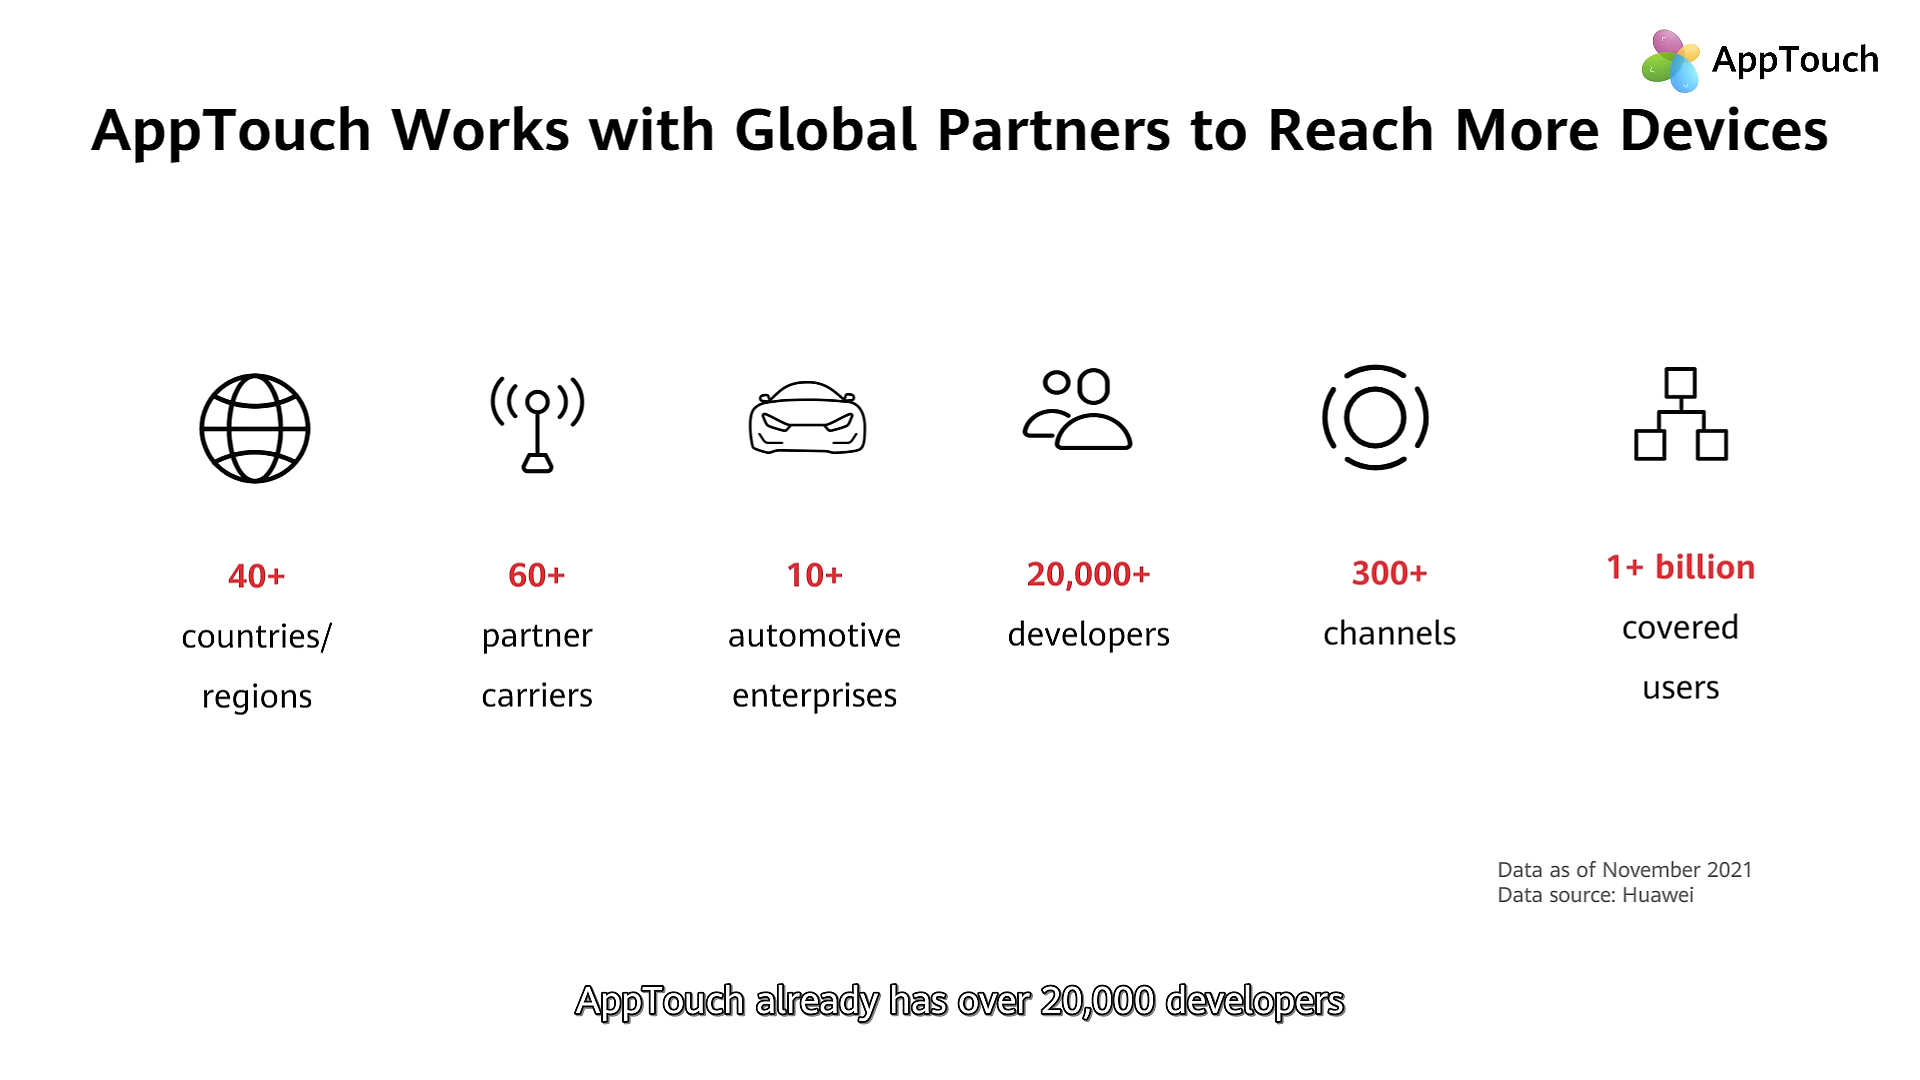 AppTouch
AppTouch Works with Global Partners to Reach More Devices
40+
countries/
regions
60+
partner
carriers
10+
automotive
enterprises
20,000+
developers
300+
channels
1+ billion
covered
users
Data as of November 2021
Data source: Huawei
AppTouch already has over 20,000 developers